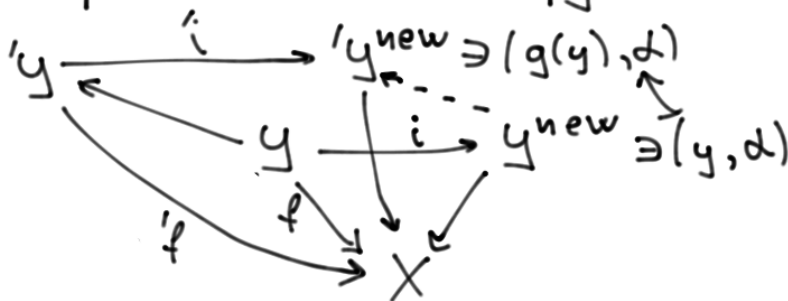 'i
'y 'y^new ∋ (g(y), α)
y i y^new ∋ (y, α)
f
'f
X